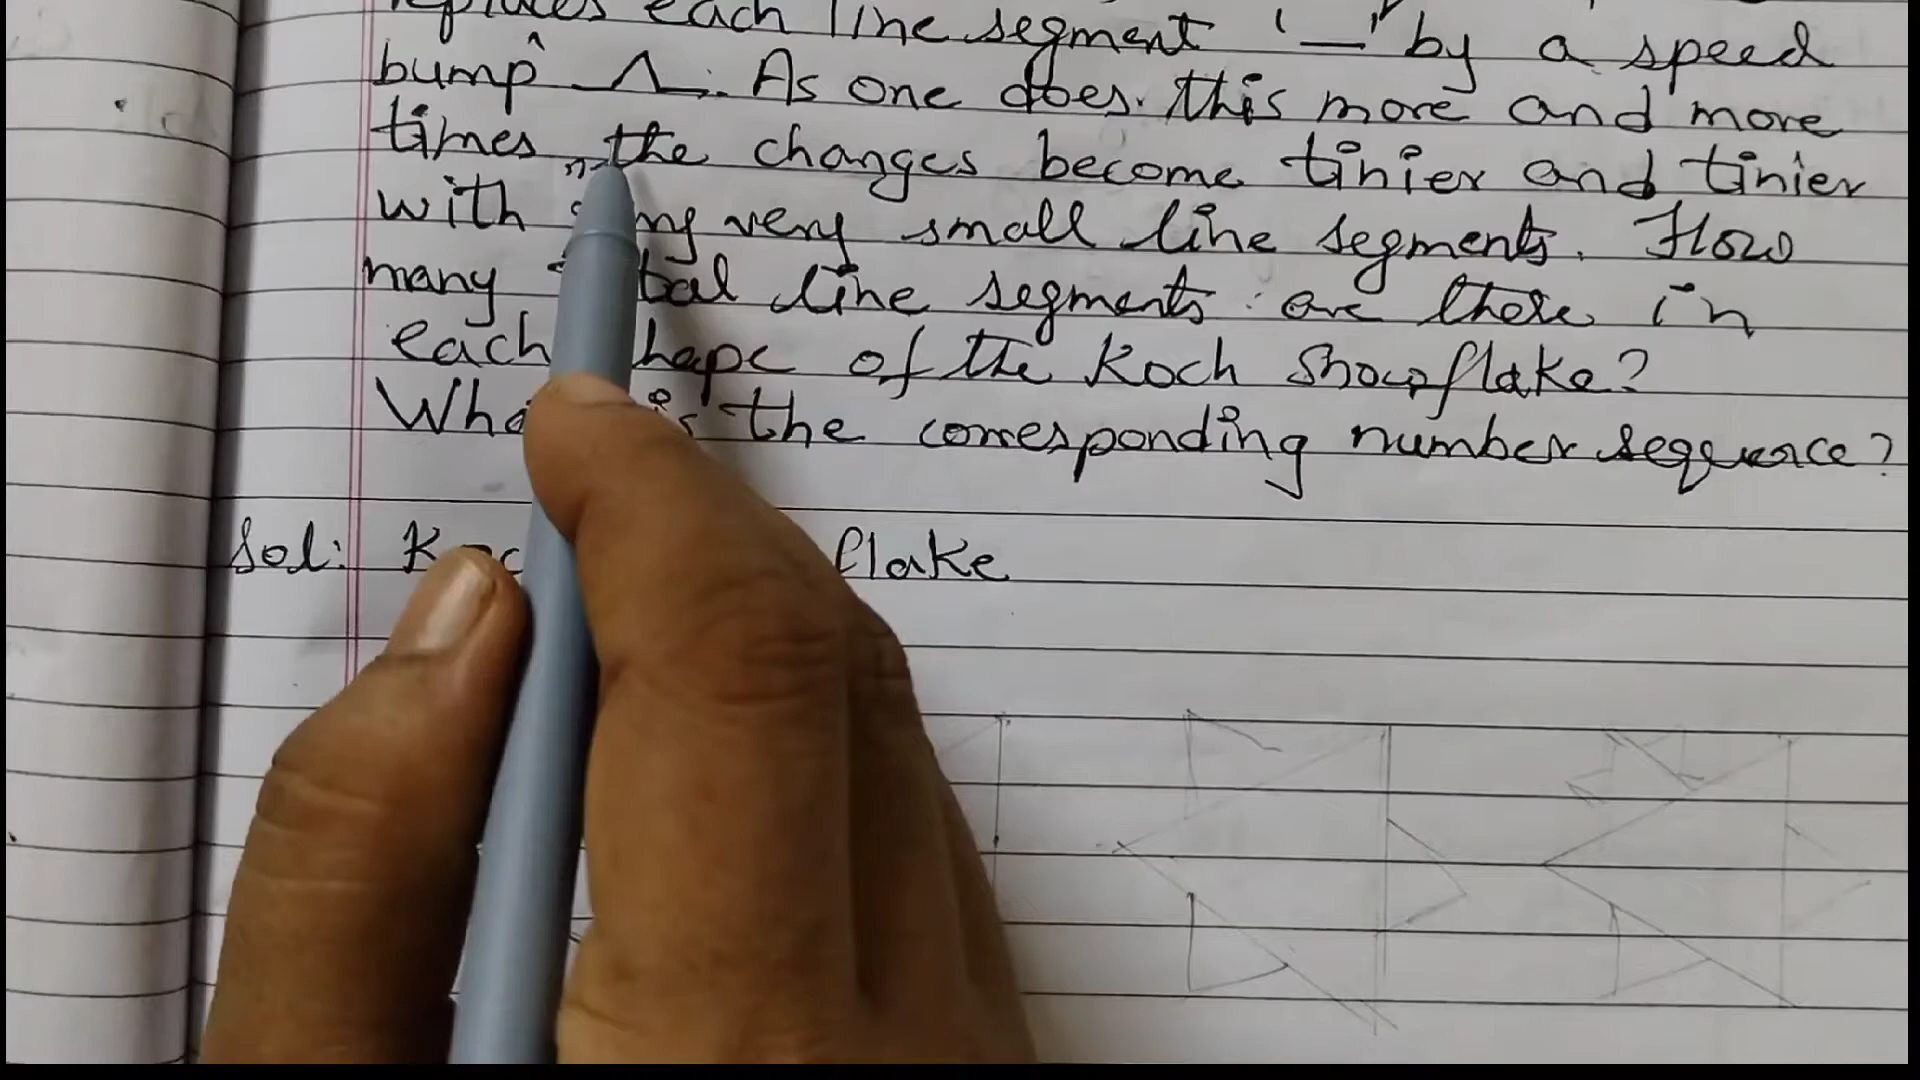 replaces each line segment '—' by a speed
bump ^ _/\_. As one does this more and more
times, the changes become tinier and tinier
with very small line segments. How
many line segments are there in
each of the Koch Snowflake?
is the corresponding number sequence?
Sol: flake